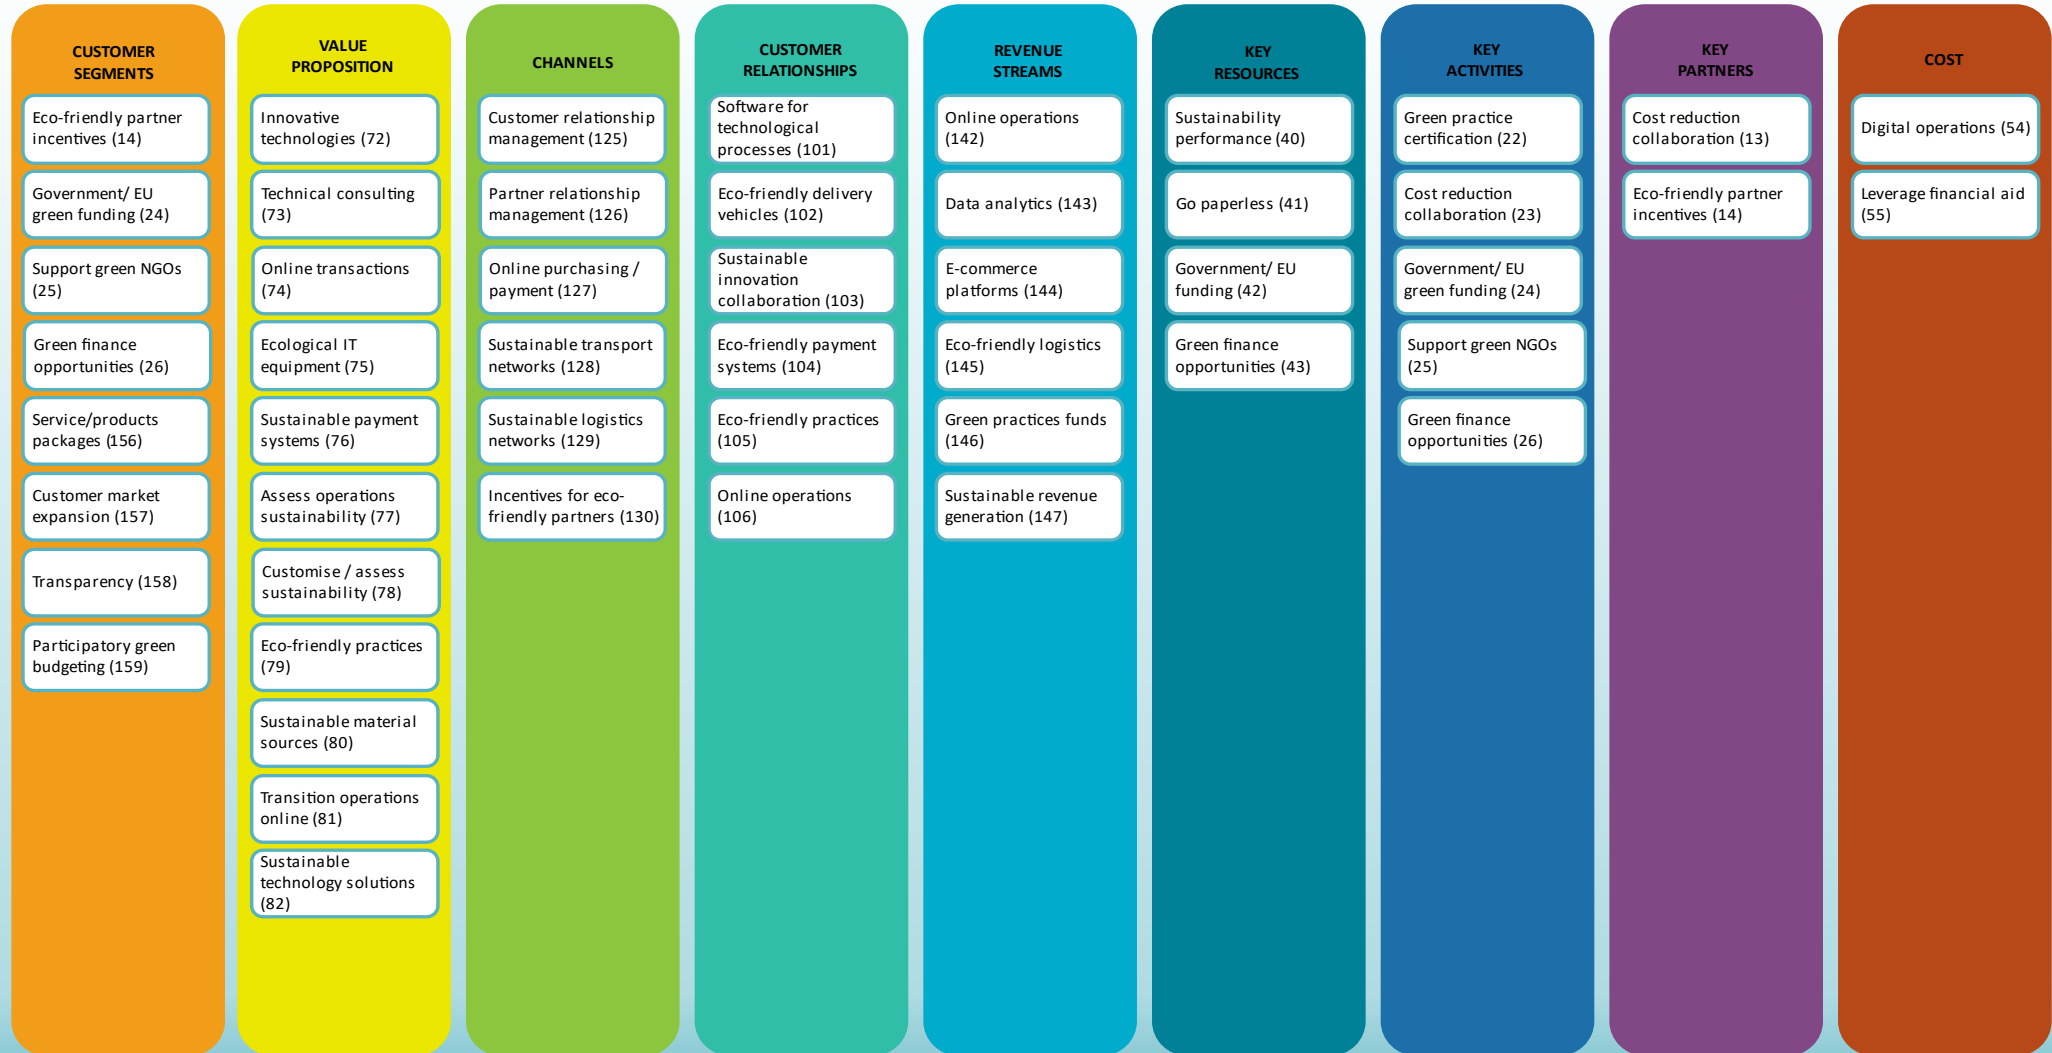 CUSTOMER
SEGMENTS
Eco-friendly partner
incentives (14)
Government/ EU
green funding (24)
Support green NGOs
(25)
Green finance
opportunities (26)
Service/products
packages (156)
Customer market
expansion (157)
Transparency (158)
Participatory green
budgeting (159)
VALUE
PROPOSITION
Innovative
technologies (72)
Technical consulting
(73)
Online transactions
(74)
Ecological IT
equipment (75)
Sustainable payment
systems (76)
Assess operations
sustainability (77)
Customise / assess
sustainability (78)
Eco-friendly practices
(79)
Sustainable material
sources (80)
Transition operations
online (81)
Sustainable
technology solutions
(82)
CHANNELS
Customer relationship
management (125)
Partner relationship
management (126)
Online purchasing /
payment (127)
Sustainable transport
networks (128)
Sustainable logistics
networks (129)
Incentives for eco-
friendly partners (130)
CUSTOMER
RELATIONSHIPS
Software for
technological
processes (101)
Eco-friendly delivery
vehicles (102)
Sustainable
innovation
collaboration (103)
Eco-friendly payment
systems (104)
Eco-friendly practices
(105)
Online operations
(106)
REVENUE
STREAMS
Online operations
(142)
Data analytics (143)
E-commerce
platforms (144)
Eco-friendly logistics
(145)
Green practices funds
(146)
Sustainable revenue
generation (147)
KEY
RESOURCES
Sustainability
performance (40)
Go paperless (41)
Government/ EU
funding (42)
Green finance
opportunities (43)
KEY
ACTIVITIES
Green practice
certification (22)
Cost reduction
collaboration (23)
Government/ EU
green funding (24)
Support green NGOs
(25)
Green finance
opportunities (26)
KEY
PARTNERS
Cost reduction
collaboration (13)
Eco-friendly partner
incentives (14)
COST
Digital operations (54)
Leverage financial aid
(55)